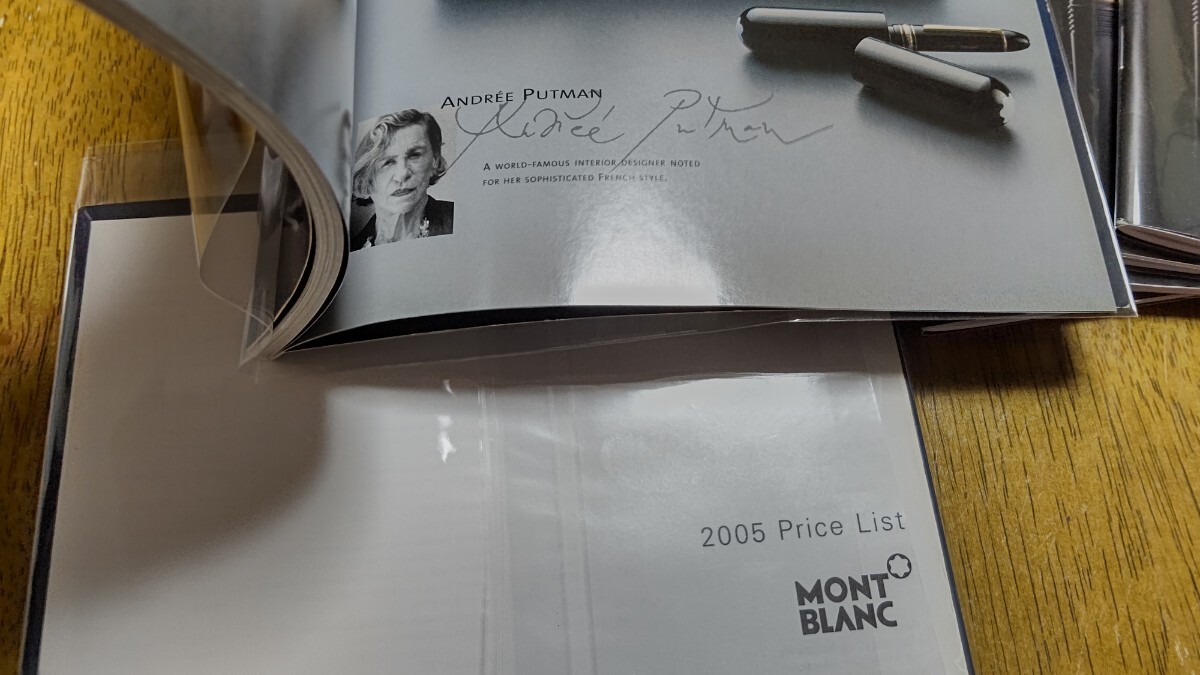 ANDRÉE PUTMAN
Andrée Putman
A WORLD-FAMOUS INTERIOR DESIGNER NOTED
FOR HER SOPHISTICATED FRENCH STYLE.
2005 Price List
MONT
BLANC